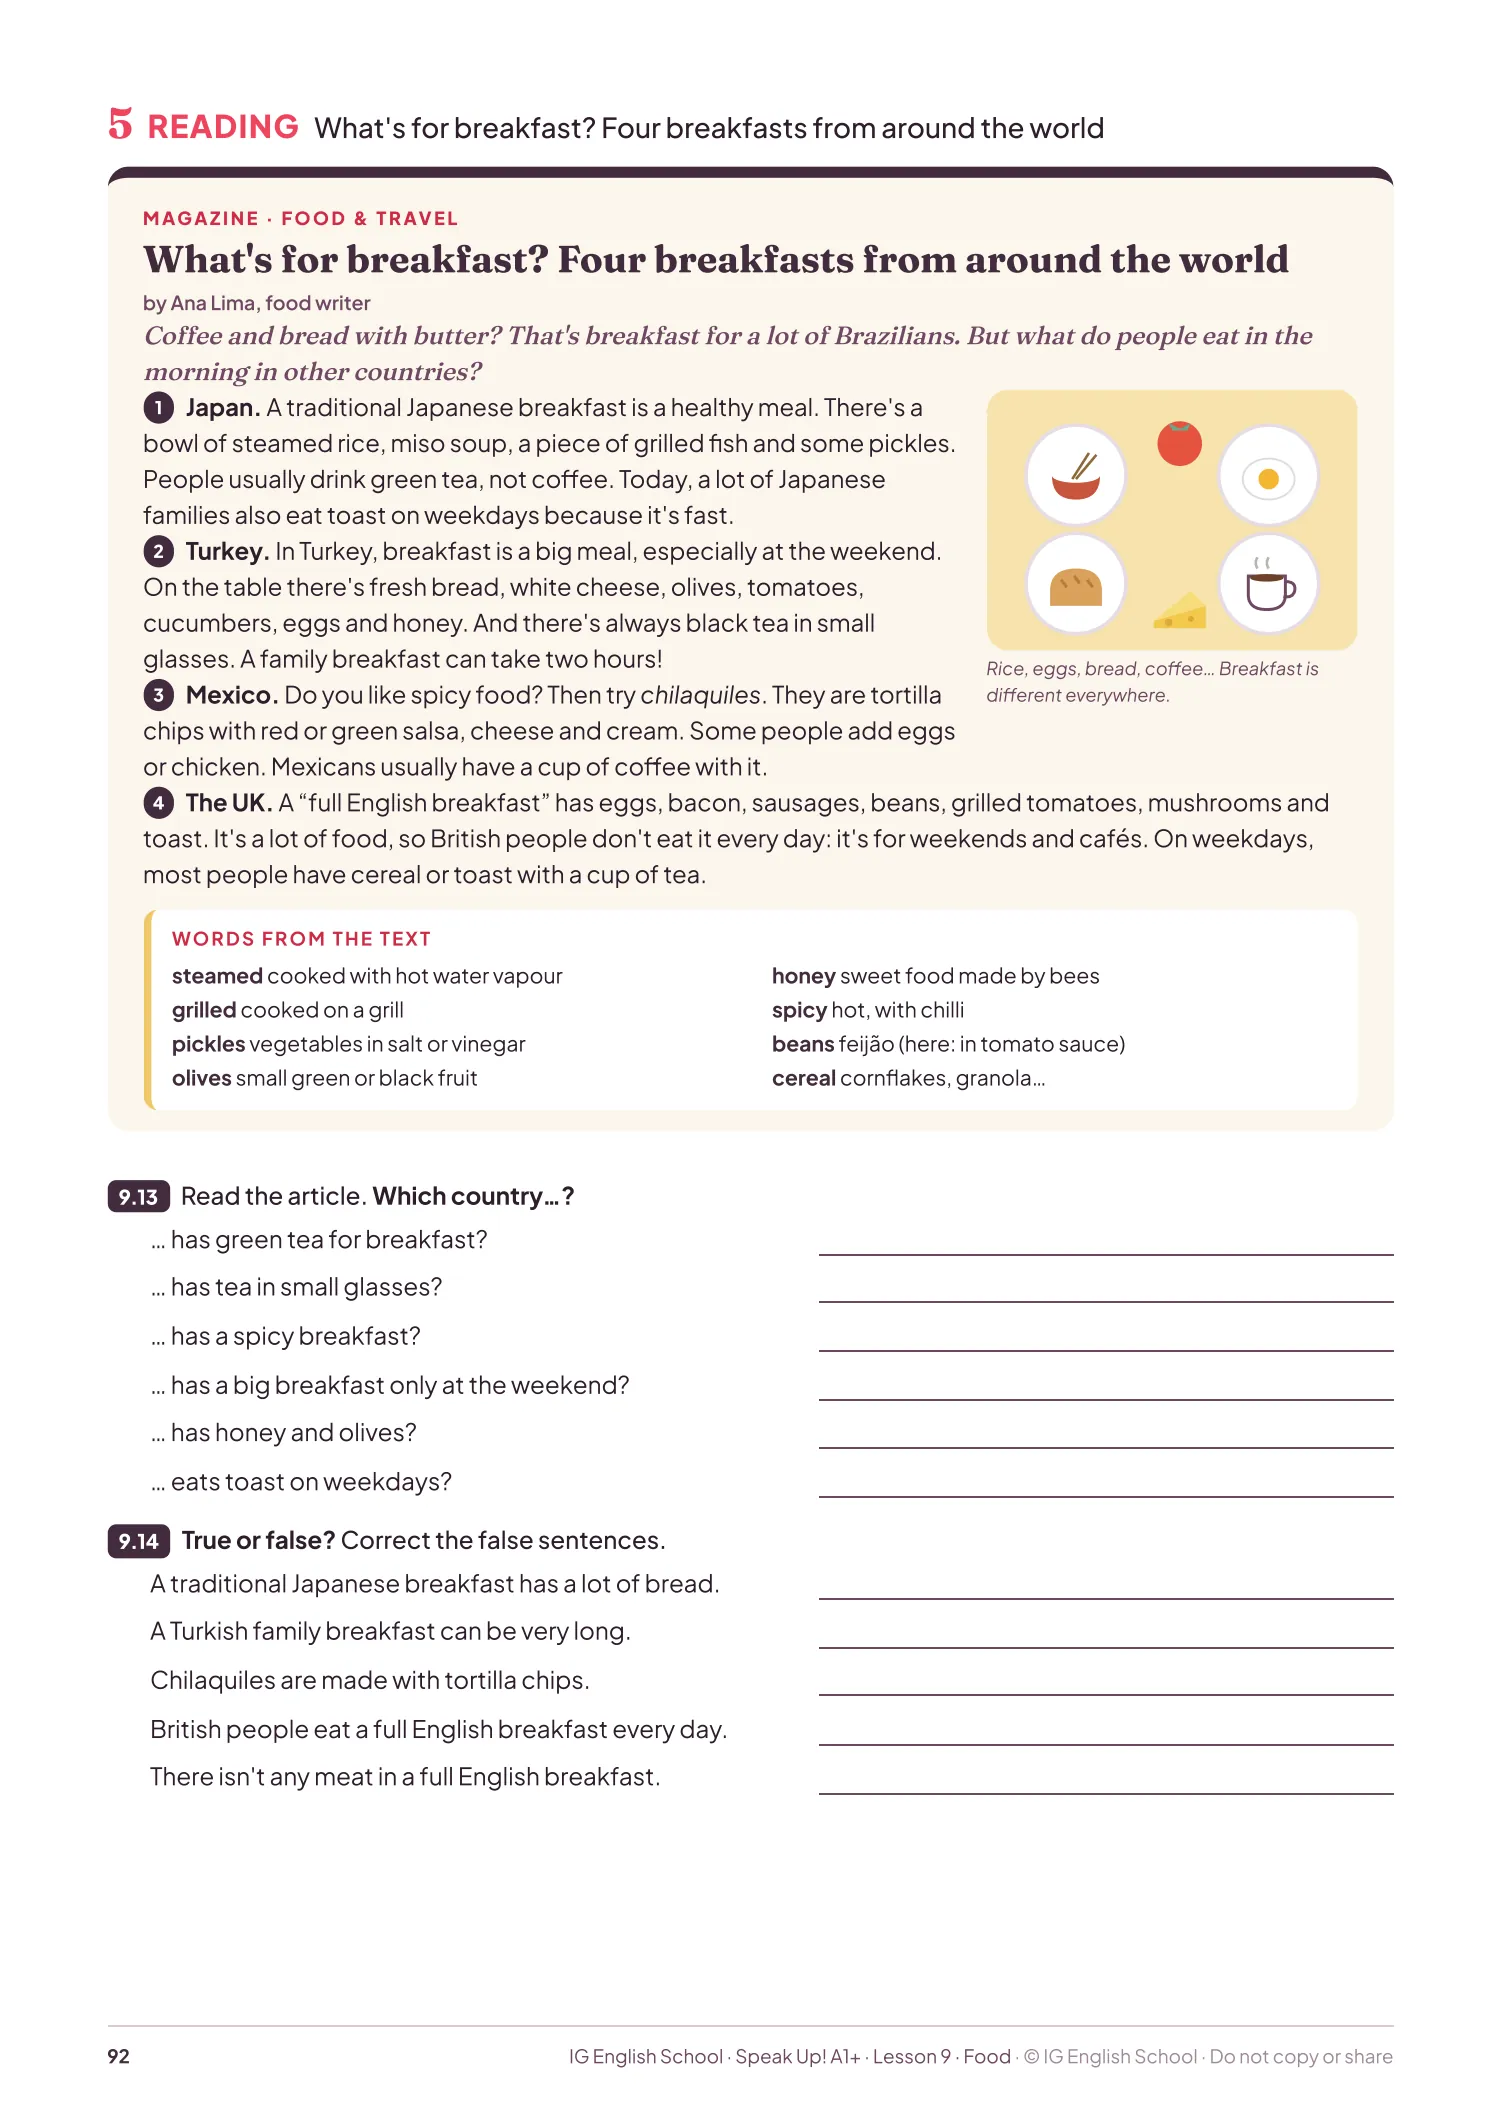 5 READING What's for breakfast? Four breakfasts from around the world
MAGAZINE · FOOD & TRAVEL
What's for breakfast? Four breakfasts from around the world
by Ana Lima, food writer
Coffee and bread with butter? That's breakfast for a lot of Brazilians. But what do people eat in the
morning in other countries?
1 Japan. A traditional Japanese breakfast is a healthy meal. There's a
bowl of steamed rice, miso soup, a piece of grilled fish and some pickles.
People usually drink green tea, not coffee. Today, a lot of Japanese
families also eat toast on weekdays because it's fast.
2 Turkey. In Turkey, breakfast is a big meal, especially at the weekend.
On the table there's fresh bread, white cheese, olives, tomatoes,
cucumbers, eggs and honey. And there's always black tea in small
glasses. A family breakfast can take two hours!
3 Mexico. Do you like spicy food? Then try chilaquiles. They are tortilla
chips with red or green salsa, cheese and cream. Some people add eggs
or chicken. Mexicans usually have a cup of coffee with it.
Rice, eggs, bread, coffee... Breakfast is
different everywhere.
4 The UK. A “full English breakfast” has eggs, bacon, sausages, beans, grilled tomatoes, mushrooms and
toast. It's a lot of food, so British people don't eat it every day: it's for weekends and cafés. On weekdays,
most people have cereal or toast with a cup of tea.
WORDS FROM THE TEXT
steamed cooked with hot water vapour
grilled cooked on a grill
pickles vegetables in salt or vinegar
olives small green or black fruit
honey sweet food made by bees
spicy hot, with chilli
beans feijão (here: in tomato sauce)
cereal cornflakes, granola...
9.13 Read the article. Which country...?
... has green tea for breakfast?
... has tea in small glasses?
... has a spicy breakfast?
... has a big breakfast only at the weekend?
... has honey and olives?
... eats toast on weekdays?
9.14 True or false? Correct the false sentences.
A traditional Japanese breakfast has a lot of bread.
A Turkish family breakfast can be very long.
Chilaquiles are made with tortilla chips.
British people eat a full English breakfast every day.
There isn't any meat in a full English breakfast.
92 IG English School · Speak Up! A1+ · Lesson 9 · Food · © IG English School · Do not copy or share